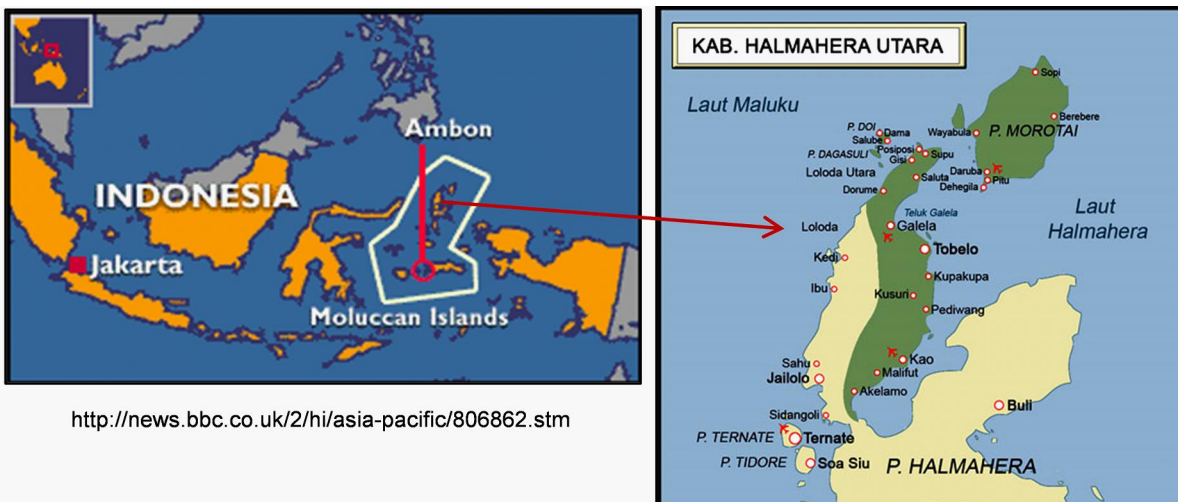 Ambon
INDONESIA
Jakarta
Moluccan Islands
http://news.bbc.co.uk/2/hi/asia-pacific/806862.stm
KAB. HALMAHERA UTARA
Laut Maluku
Sopi
Berebere
P. DOI
Dama
Wayabula
P. MOROTAI
Salube
Posiposi
Supu
P. DAGASULI
Gisi
Loloda Utara
Saluta
Daruba
Pitu
Dehegila
Dorume
Laut
Halmahera
Teluk Galela
Galela
Loloda
Tobelo
Kedi
Kupakupa
Ibu
Kusuri
Pediwang
Sahu
Kao
Malifut
Jailolo
Akelamo
Buli
Sidangoli
P. TERNATE
Ternate
P. TIDORE
Soa Siu
P. HALMAHERA